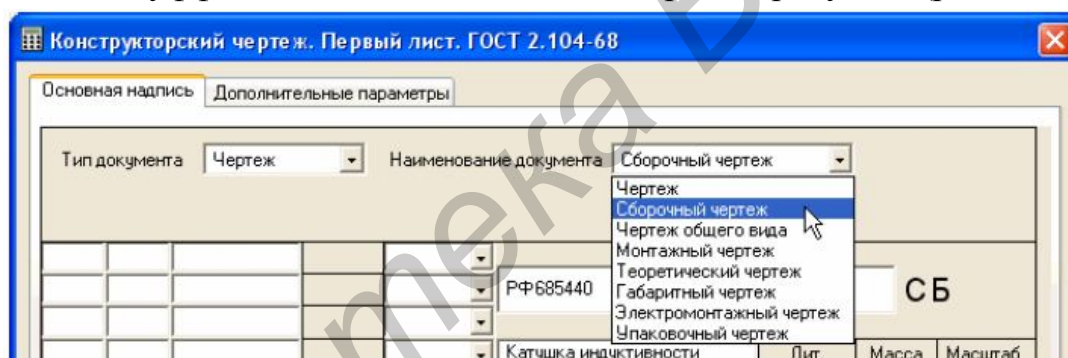 Конструкторский чертеж. Первый лист. ГОСТ 2.104-68
Основная надпись Дополнительные параметры
Тип документа Чертеж Наименование документа Сборочный чертеж
Чертеж
Сборочный чертеж
Чертеж общего вида
Монтажный чертеж
Теоретический чертеж
РФ685440 Габаритный чертеж СБ
Электромонтажный чертеж
Упаковочный чертеж
Катушка индуктивности Лит. Масса Масштаб